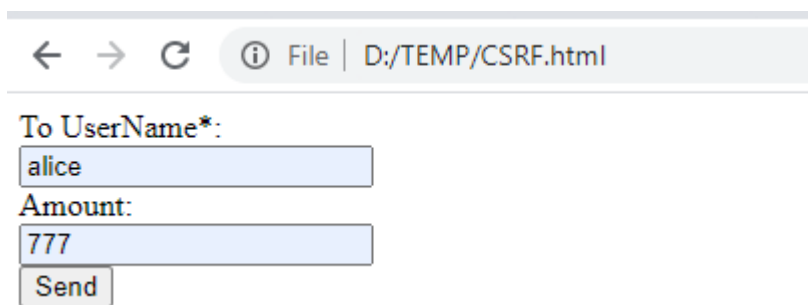 File | D:/TEMP/CSRF.html
To UserName*:
alice
Amount:
777
Send